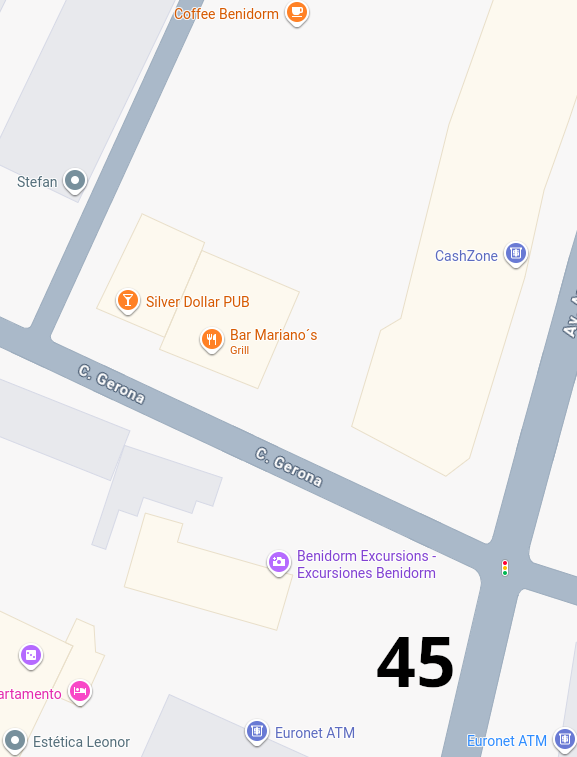 Coffee Benidorm
Stefan
CashZone
Silver Dollar PUB
Bar Mariano´s
Grill
C. Gerona
C. Gerona
Benidorm Excursions -
Excursiones Benidorm
45
artamento
Euronet ATM
Estética Leonor
Euronet ATM
Av. A